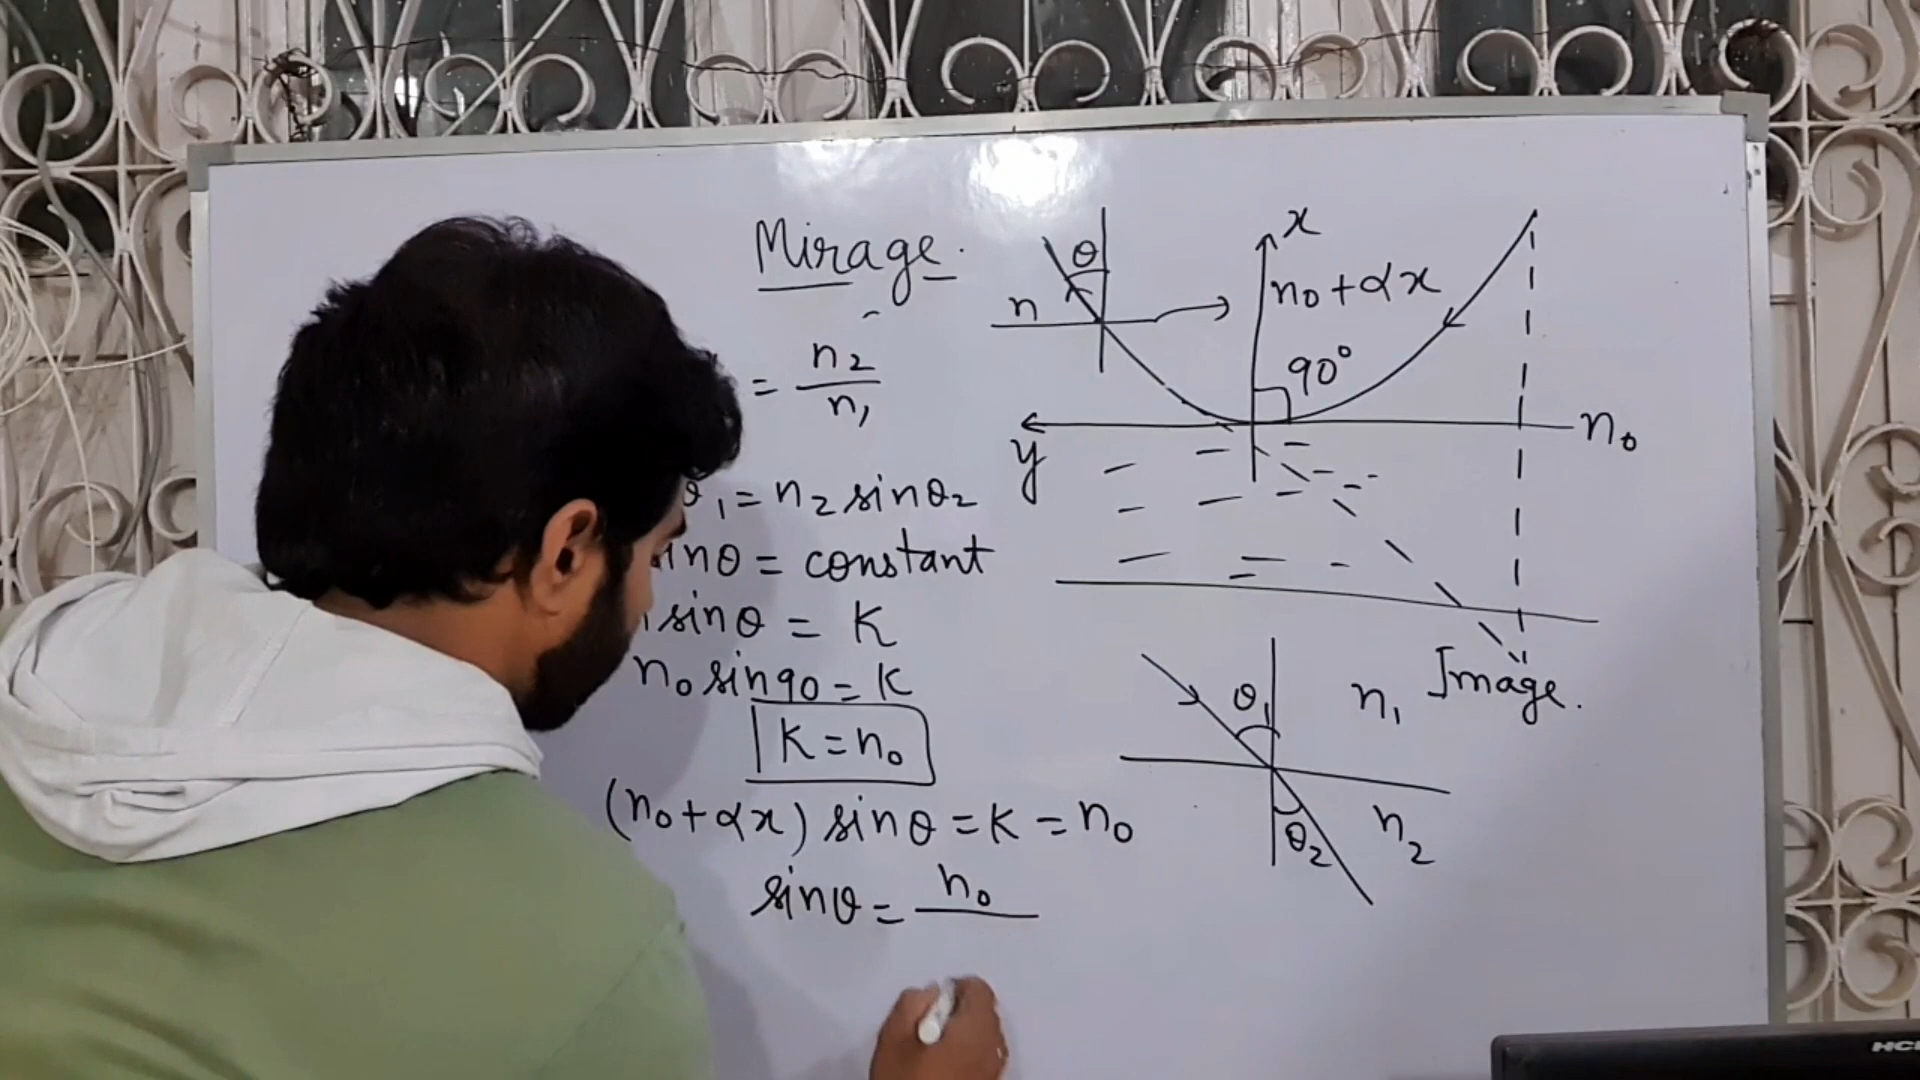 Mirage.
= n₂/n₁
θ₁ = n₂ sinθ₂
sinθ = constant
sinθ = K
n₀ sin90 = K
K = n₀
(n₀+αx) sinθ = K = n₀
sinθ = n₀
θ
n
x
n₀+αx
90°
y
n₀
Image.
θ₁
n₁
n₂
θ₂
HCL